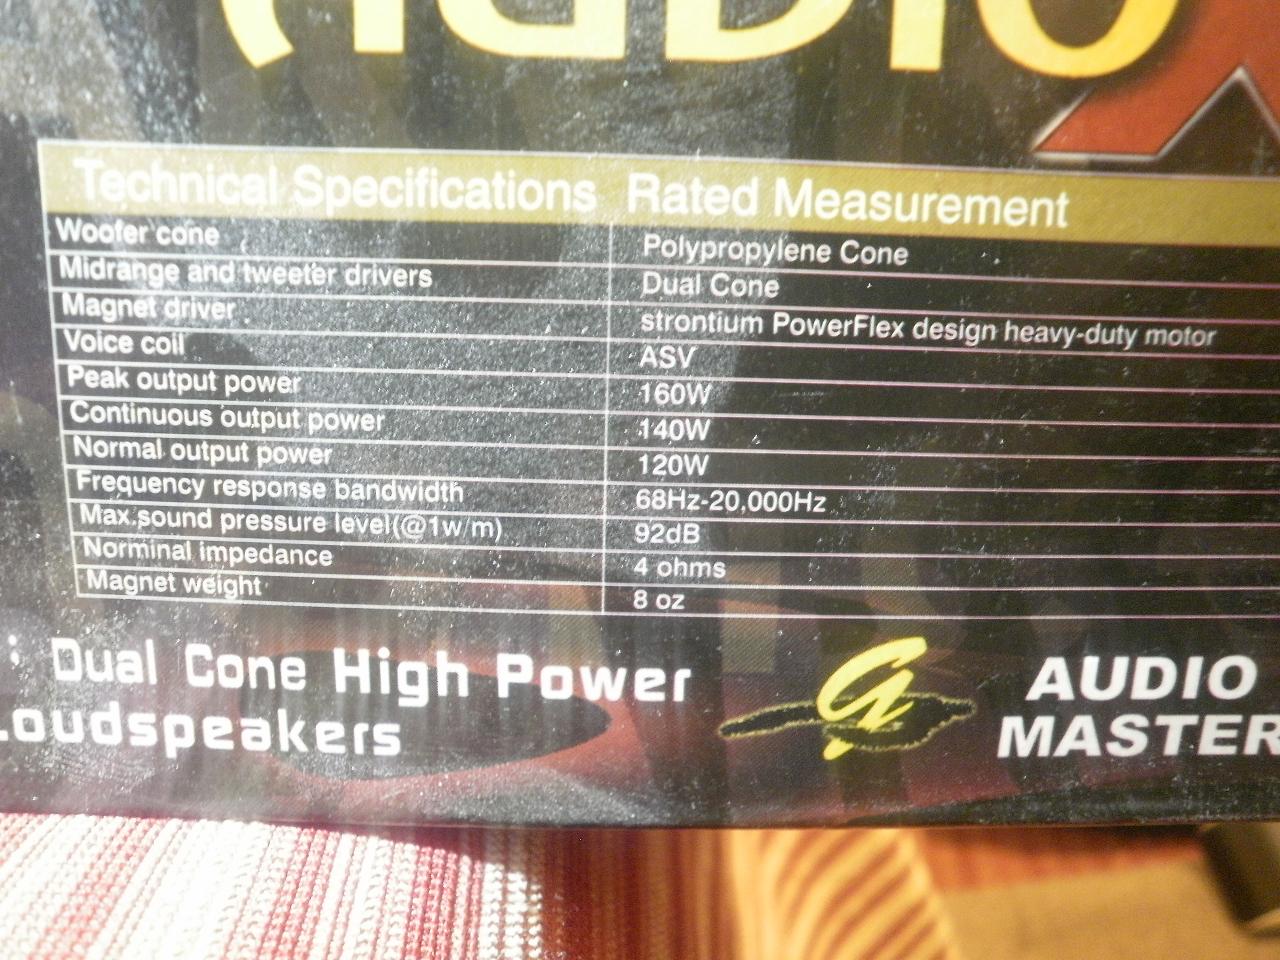 AUDIO X
Technical Specifications Rated Measurement
Woofer cone Polypropylene Cone
Midrange and tweeter drivers Dual Cone
Magnet driver strontium PowerFlex design heavy-duty motor
Voice coil ASV
Peak output power 160W
Continuous output power 140W
Normal output power 120W
Frequency response bandwidth 68Hz-20,000Hz
Max.sound pressure level(@1w/m) 92dB
Norminal impedance 4 ohms
Magnet weight 8 oz
: Dual Cone High Power
Loudspeakers
AUDIO
MASTER